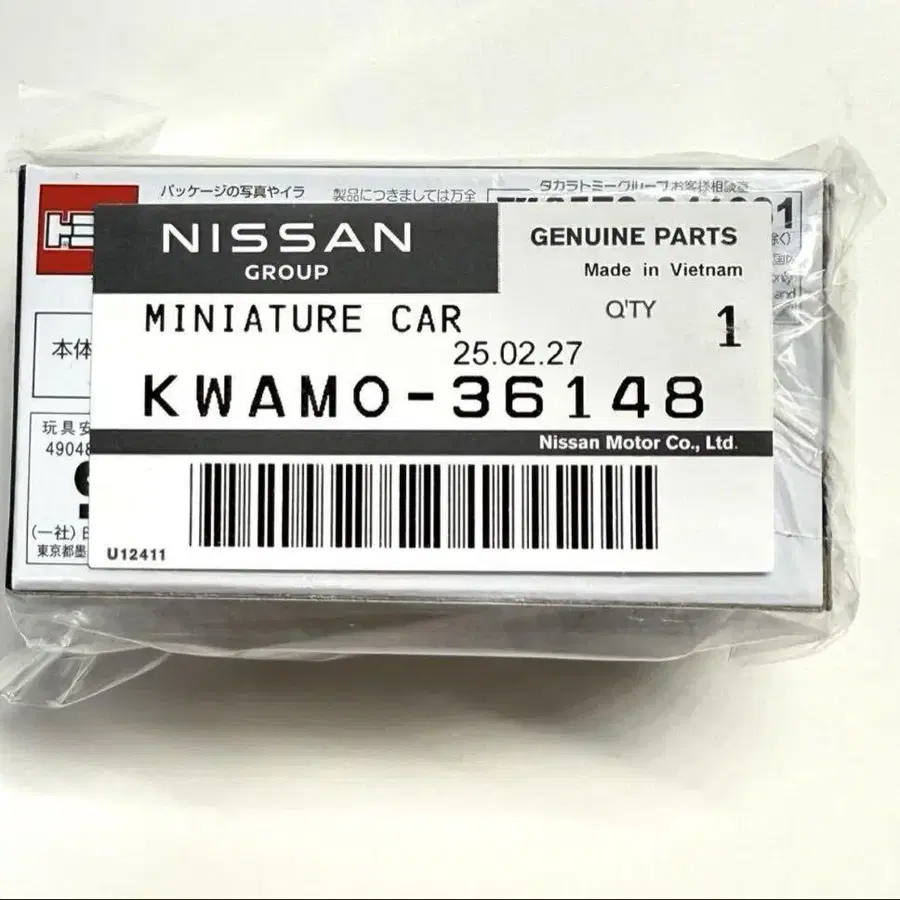 パッケージの写真やイラ
製品につきましては万全
タカラトミーグループお客様相談室
NISSAN
GROUP
GENUINE PARTS
Made in Vietnam
MINIATURE CAR
Q'TY
1
25.02.27
KWAMO-36148
Nissan Motor Co., Ltd.
本体
玩具安
49048
(一社)
東京都墨
U12411
only
and